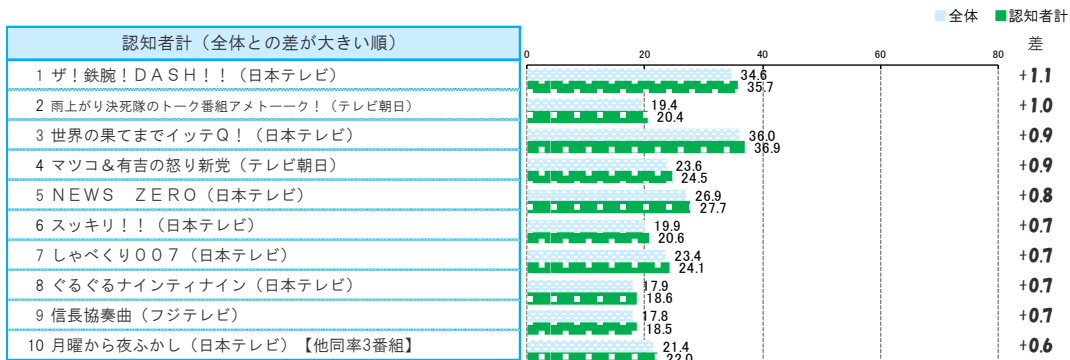 全体 認知者計
認知者計（全体との差が大きい順）
0 20 40 60 80 差
1 ザ！鉄腕！ＤＡＳＨ！！（日本テレビ） 34.6 35.7 +1.1
2 雨上がり決死隊のトーク番組アメトーーク！（テレビ朝日） 19.4 20.4 +1.0
3 世界の果てまでイッテＱ！（日本テレビ） 36.0 36.9 +0.9
4 マツコ＆有吉の怒り新党（テレビ朝日） 23.6 24.5 +0.9
5 ＮＥＷＳ　ＺＥＲＯ（日本テレビ） 26.9 27.7 +0.8
6 スッキリ！！（日本テレビ） 19.9 20.6 +0.7
7 しゃべくり００７（日本テレビ） 23.4 24.1 +0.7
8 ぐるぐるナインティナイン（日本テレビ） 17.9 18.6 +0.7
9 信長協奏曲（フジテレビ） 17.8 18.5 +0.7
10 月曜から夜ふかし（日本テレビ）【他同率3番組】 21.4 22.0 +0.6